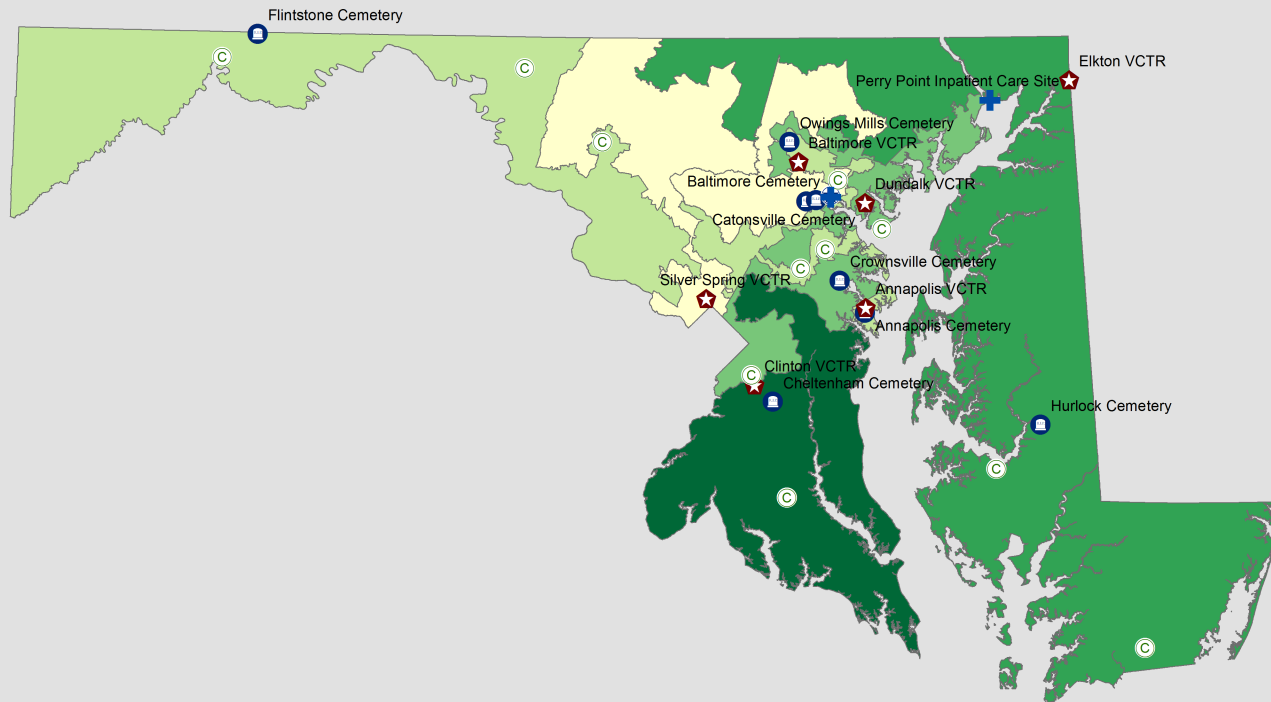 Flintstone Cemetery
C
Elkton VCTR
C
Perry Point Inpatient Care Site
Owings Mills Cemetery
C
Baltimore VCTR
Baltimore Cemetery
C
Dundalk VCTR
Catonsville Cemetery
C
C
Crownsville Cemetery
C
Silver Spring VCTR
Annapolis VCTR
Annapolis Cemetery
Clinton VCTR
C
Cheltenham Cemetery
Hurlock Cemetery
C
C
C